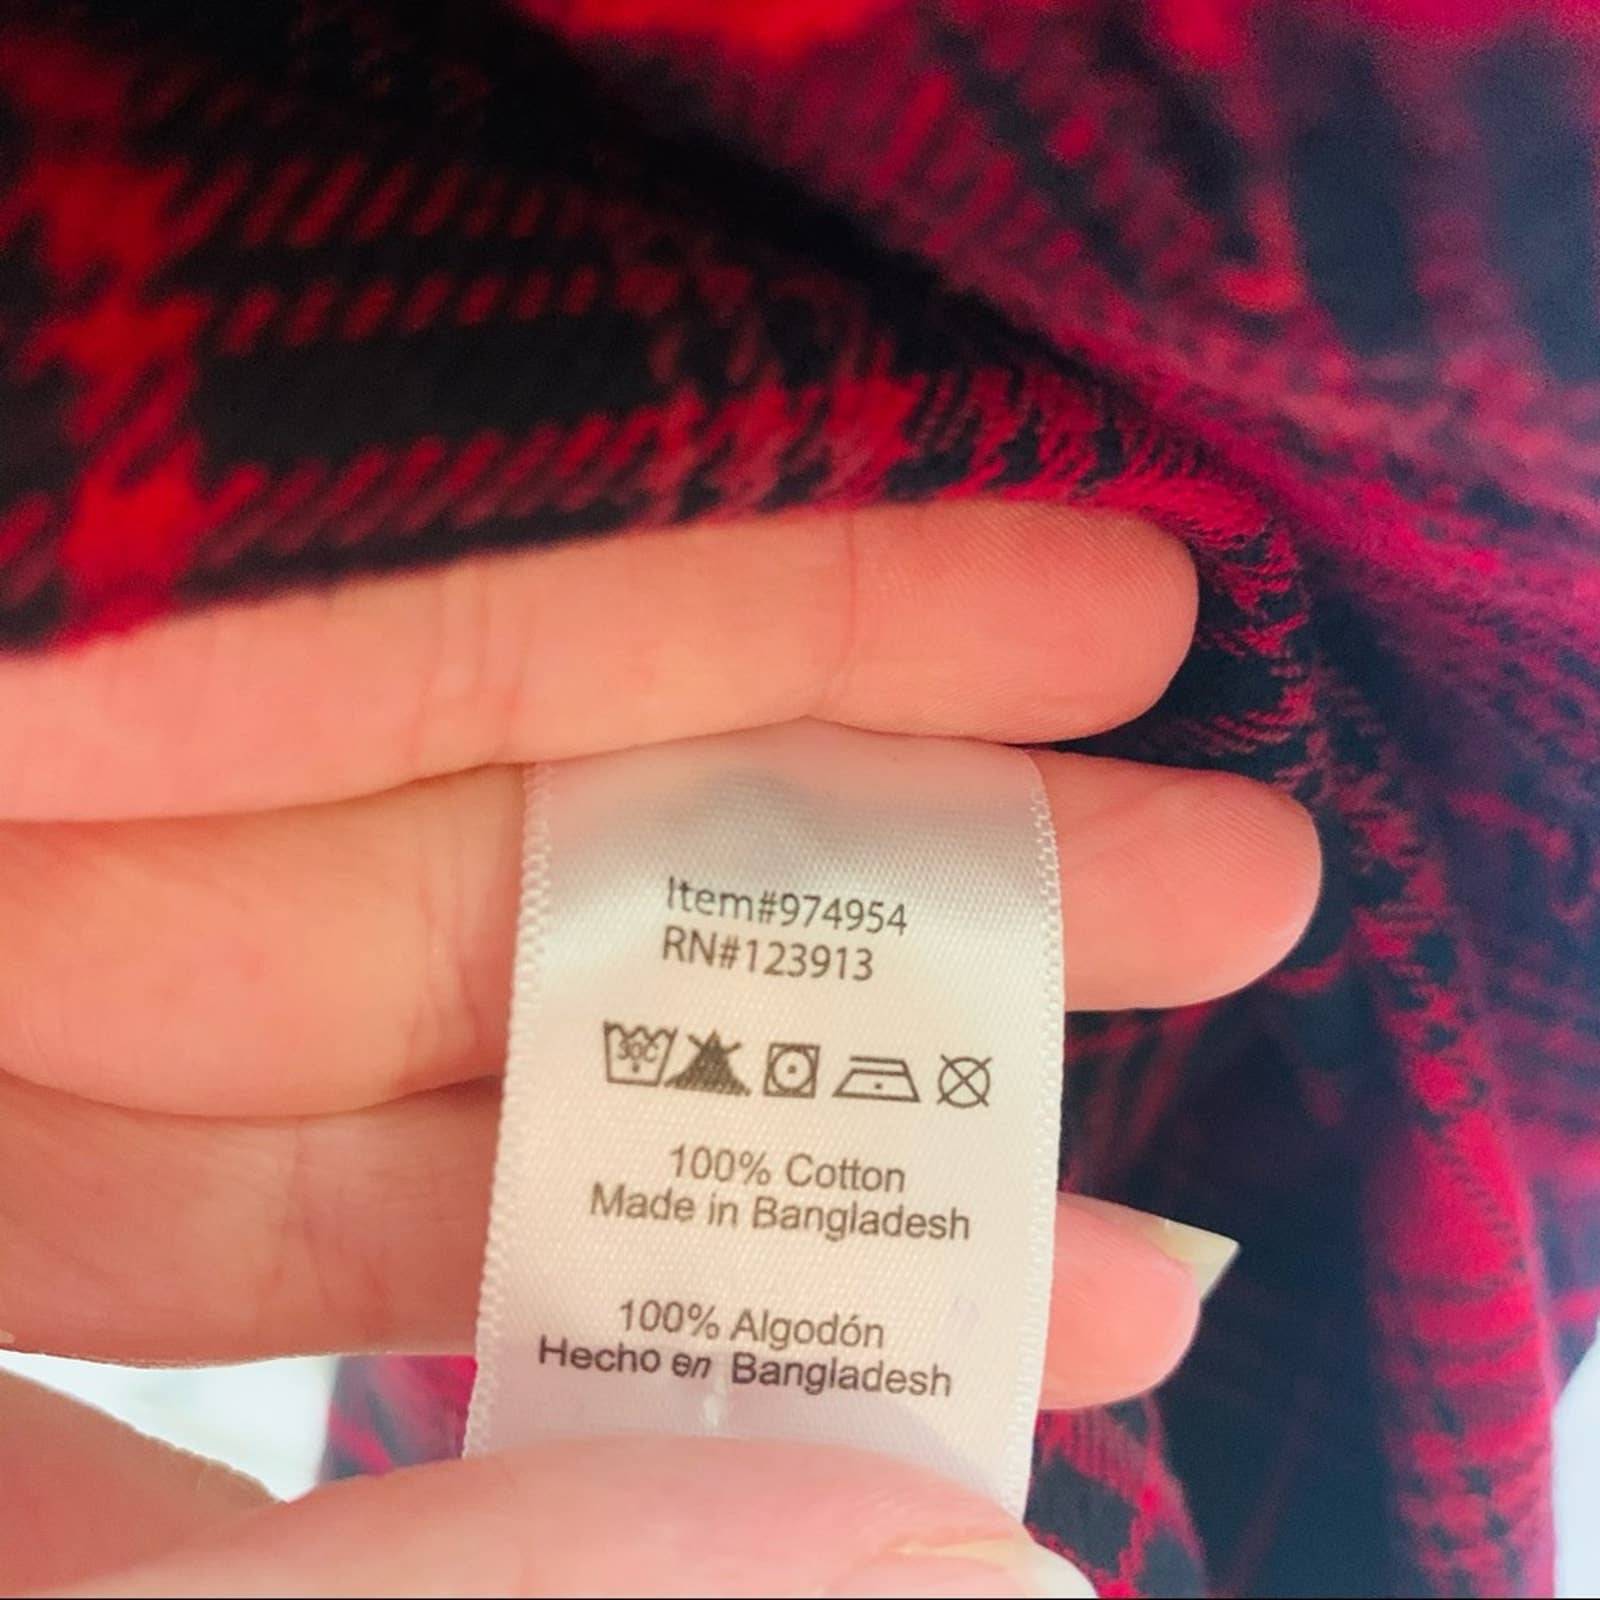 Item#974954
RN#123913
30C
100% Cotton
Made in Bangladesh
100% Algodón
Hecho en Bangladesh